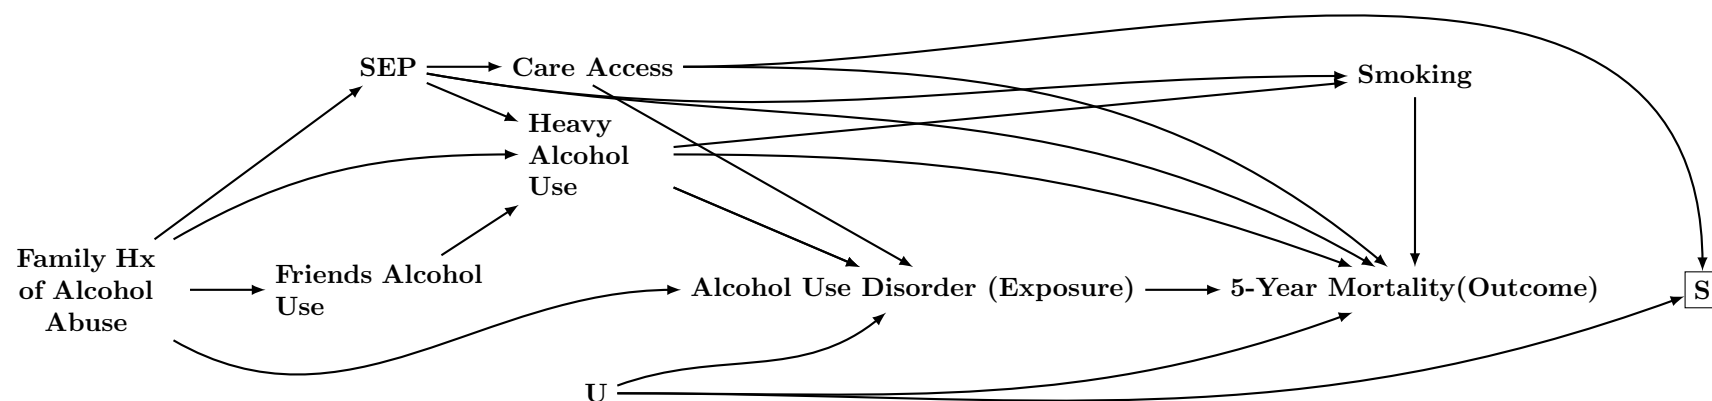 SEP
Care Access
Smoking
Heavy
Alcohol
Use
Family Hx
of Alcohol
Abuse
Friends Alcohol
Use
Alcohol Use Disorder (Exposure)
5-Year Mortality(Outcome)
S
U